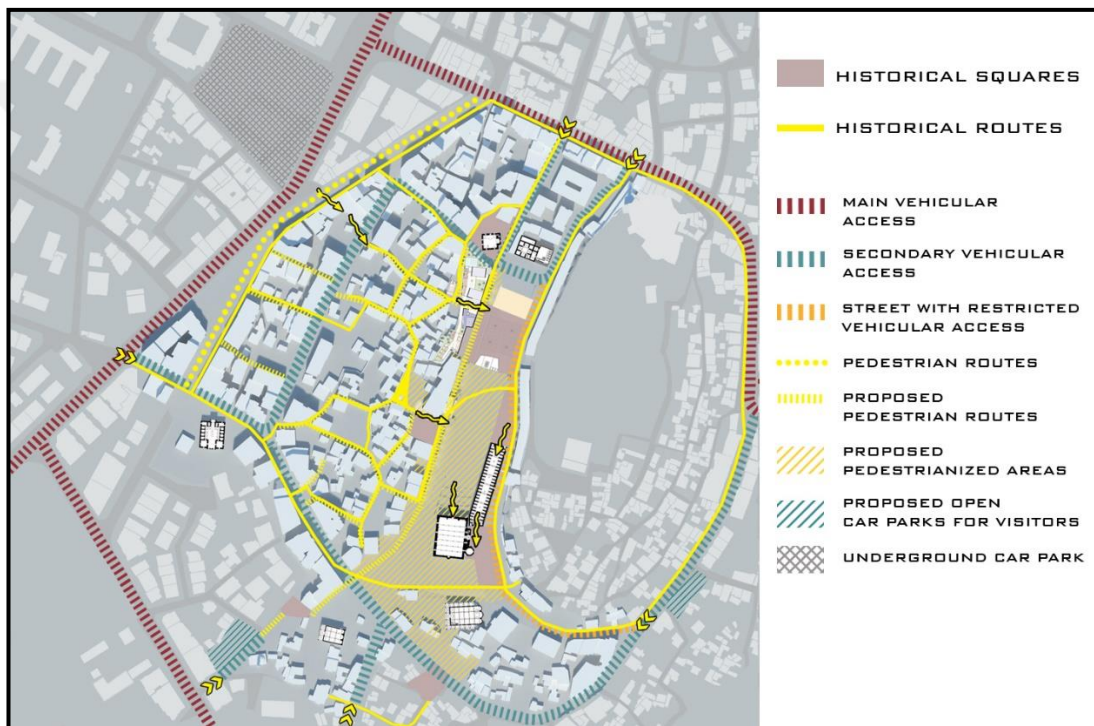 HISTORICAL SQUARES
HISTORICAL ROUTES
MAIN VEHICULAR
ACCESS
SECONDARY VEHICULAR
ACCESS
STREET WITH RESTRICTED
VEHICULAR ACCESS
PEDESTRIAN ROUTES
PROPOSED
PEDESTRIAN ROUTES
PROPOSED
PEDESTRIANIZED AREAS
PROPOSED OPEN
CAR PARKS FOR VISITORS
UNDERGROUND CAR PARK